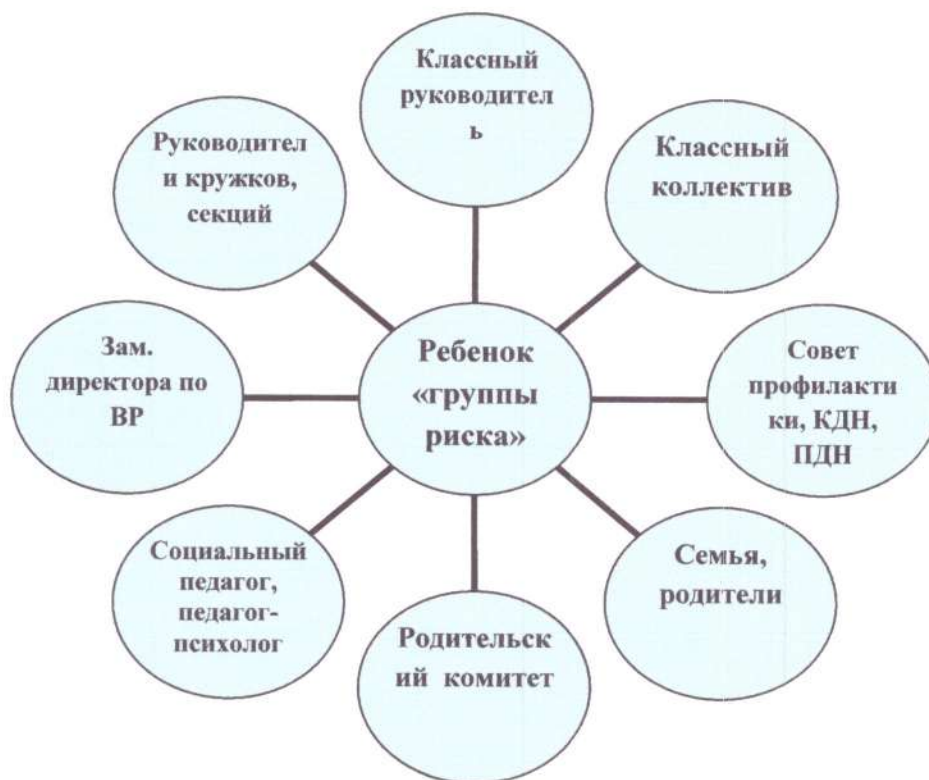 Классный
руководител
ь
Руководител
и кружков,
секций
Классный
коллектив
Зам.
директора по
ВР
Ребенок
«группы
риска»
Совет
профилакти
ки, КДН,
ПДН
Социальный
педагог,
педагог-
психолог
Родительск
ий комитет
Семья,
родители